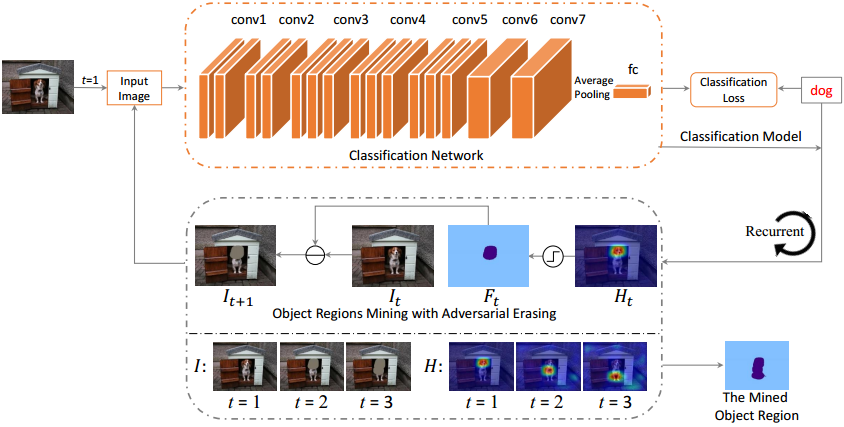 conv1 conv2 conv3 conv4 conv5 conv6 conv7
t=1
Input
Image
Average
Pooling
fc
Classification
Loss
dog
Classification Network
Classification Model
Recurrent
I_{t+1} I_t F_t H_t
Object Regions Mining with Adversarial Erasing
I: H:
t = 1 t = 2 t = 3 t = 1 t = 2 t = 3
The Mined
Object Region